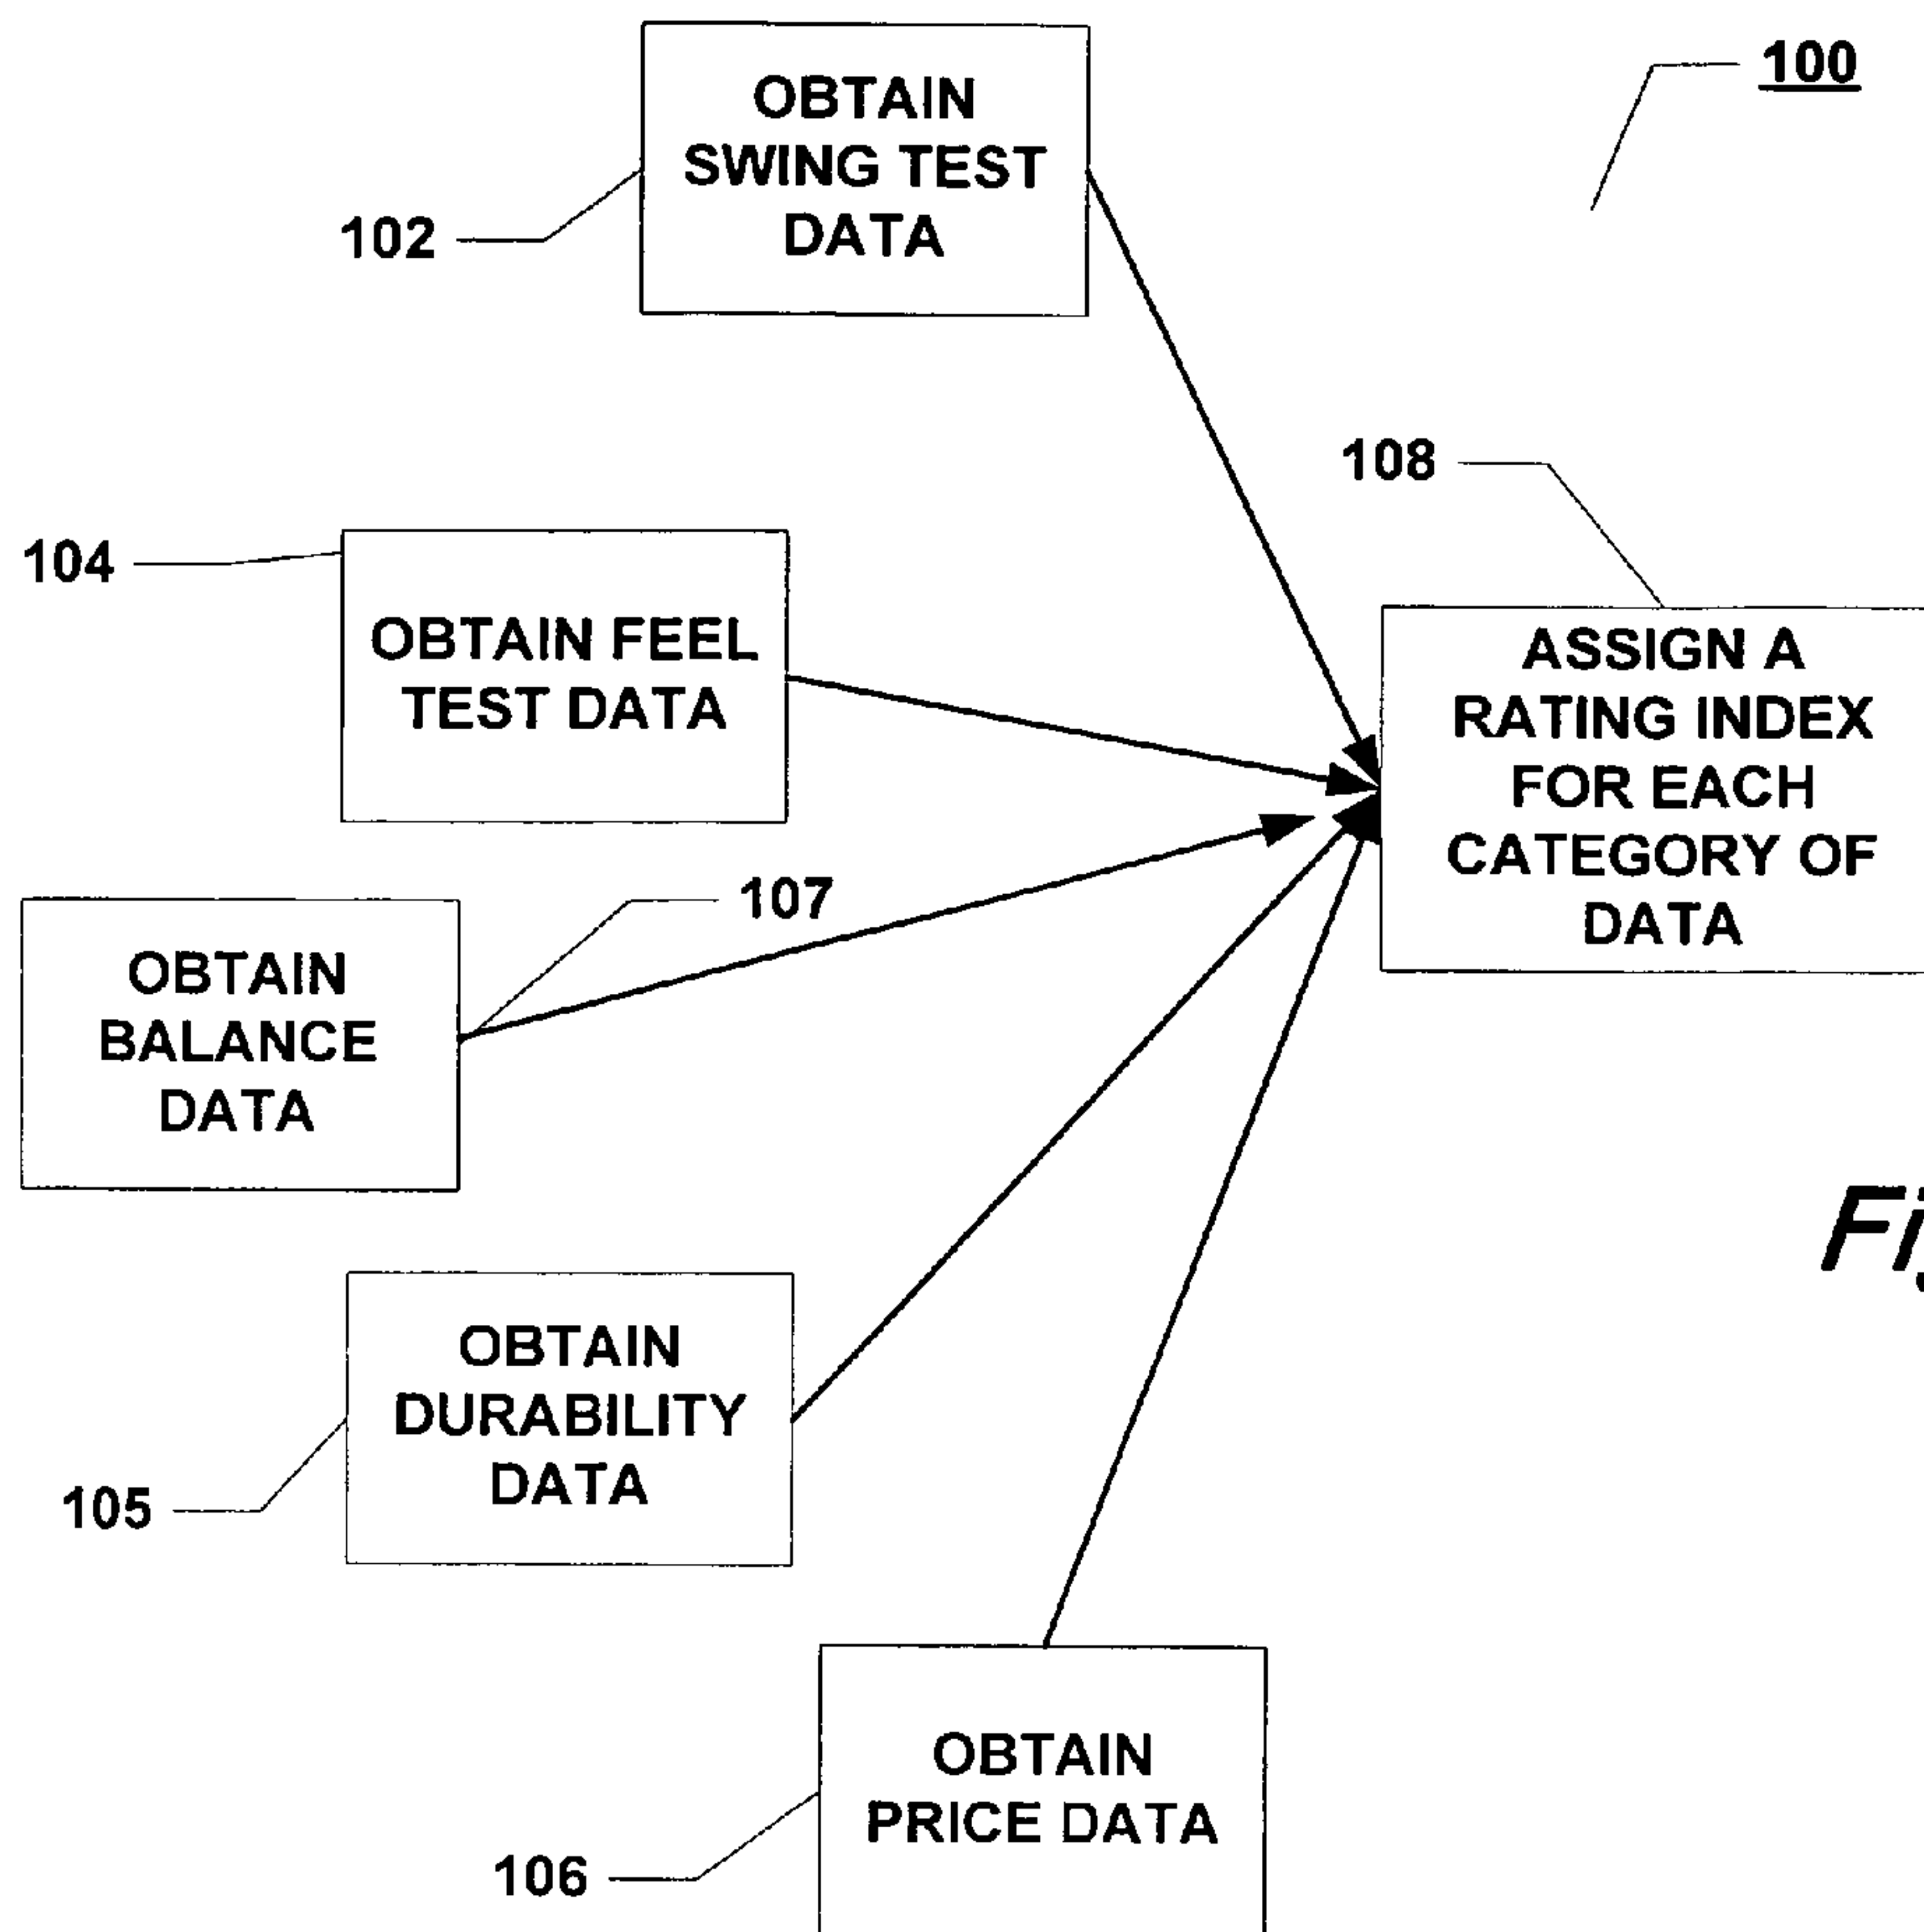 100
OBTAIN
SWING TEST
DATA
102
108
104
OBTAIN FEEL
TEST DATA
ASSIGN A
RATING INDEX
FOR EACH
CATEGORY OF
DATA
107
OBTAIN
BALANCE
DATA
Fi
OBTAIN
DURABILITY
DATA
105
OBTAIN
PRICE DATA
106